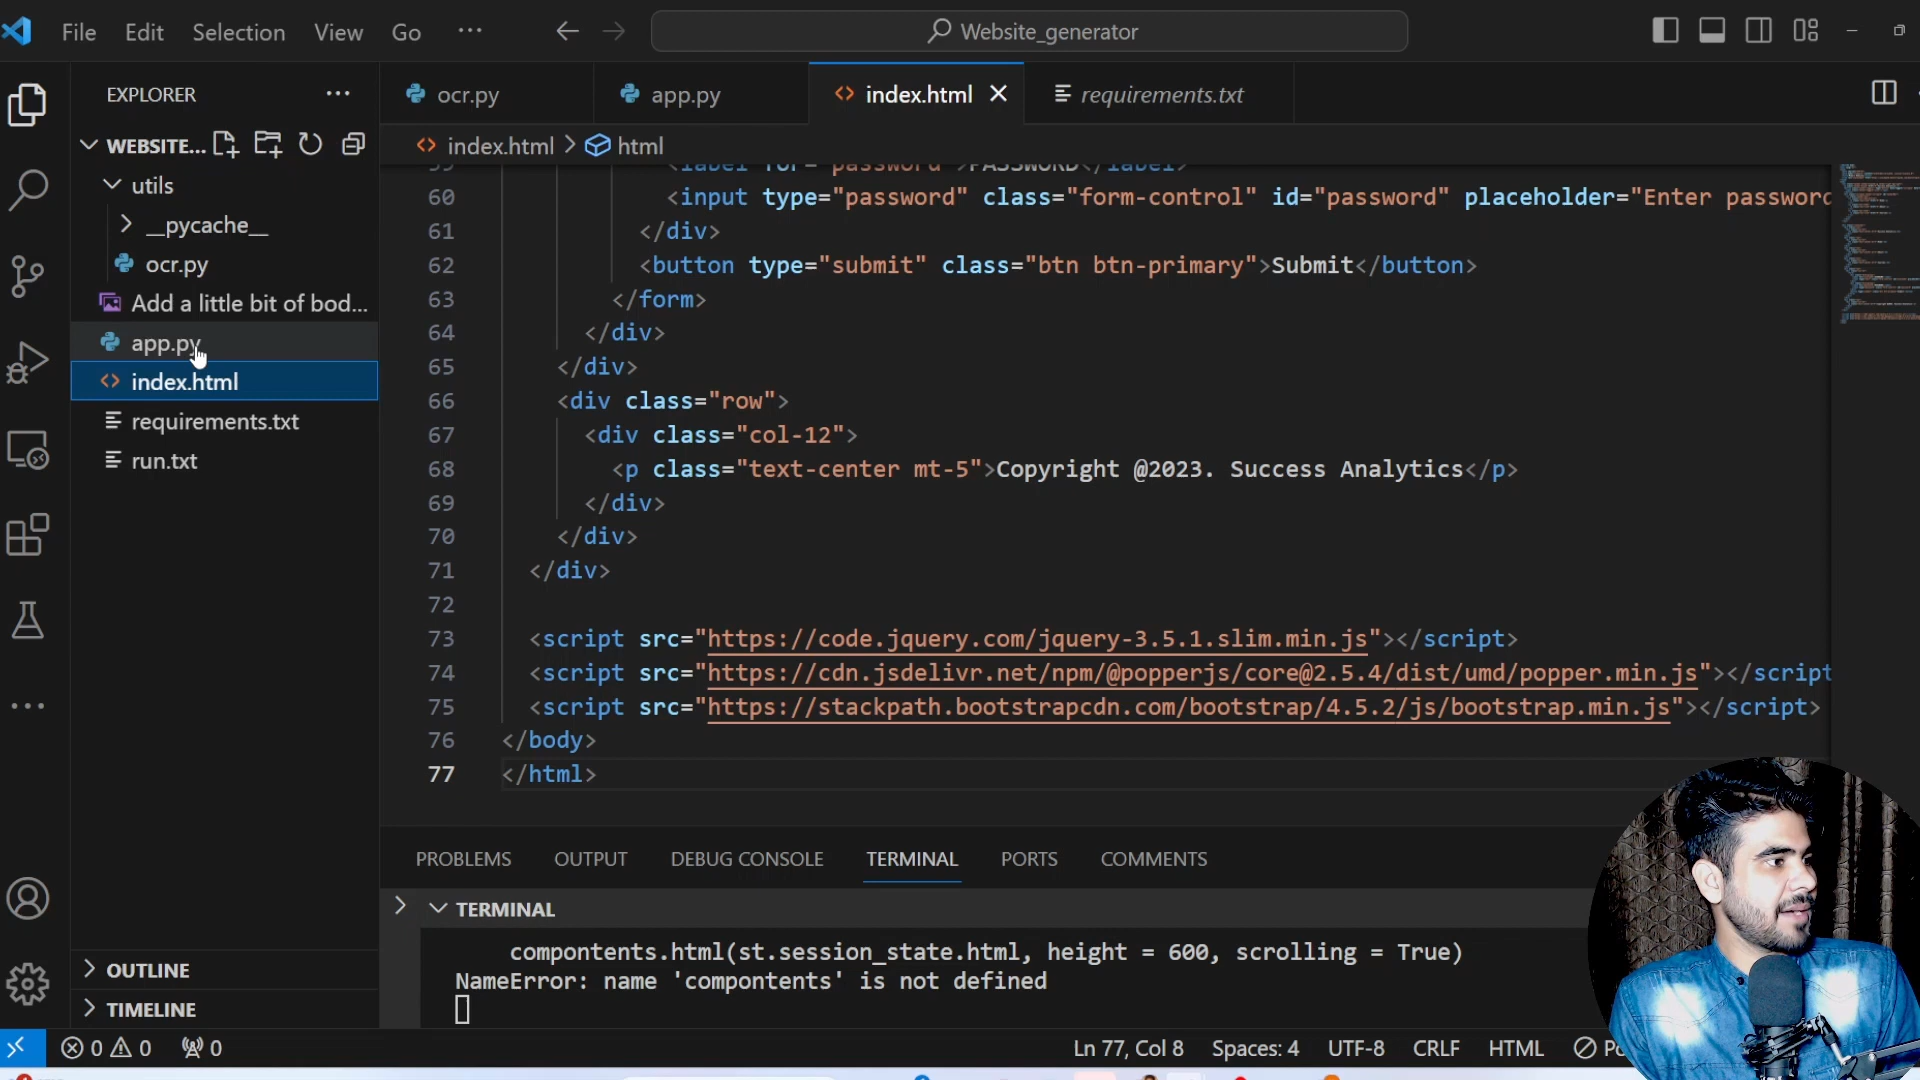 File Edit Selection View Go ...
Website_generator
EXPLORER
WEBSITE...
utils
__pycache__
ocr.py
Add a little bit of bod...
app.py
index.html
requirements.txt
run.txt
OUTLINE
TIMELINE
ocr.py app.py index.html requirements.txt
index.html > html
60 <input type="password" class="form-control" id="password" placeholder="Enter password
61 </div>
62 <button type="submit" class="btn btn-primary">Submit</button>
63 </form>
64 </div>
65 </div>
66 <div class="row">
67 <div class="col-12">
68 <p class="text-center mt-5">Copyright @2023. Success Analytics</p>
69 </div>
70 </div>
71 </div>
72
73 <script src="https://code.jquery.com/jquery-3.5.1.slim.min.js"></script>
74 <script src="https://cdn.jsdelivr.net/npm/@popperjs/core@2.5.4/dist/umd/popper.min.js"></script
75 <script src="https://stackpath.bootstrapcdn.com/bootstrap/4.5.2/js/bootstrap.min.js"></script>
76 </body>
77 </html>
PROBLEMS OUTPUT DEBUG CONSOLE TERMINAL PORTS COMMENTS
TERMINAL
compontents.html(st.session_state.html, height = 600, scrolling = True)
NameError: name 'compontents' is not defined
0 0 0
Ln 77, Col 8 Spaces: 4 UTF-8 CRLF HTML